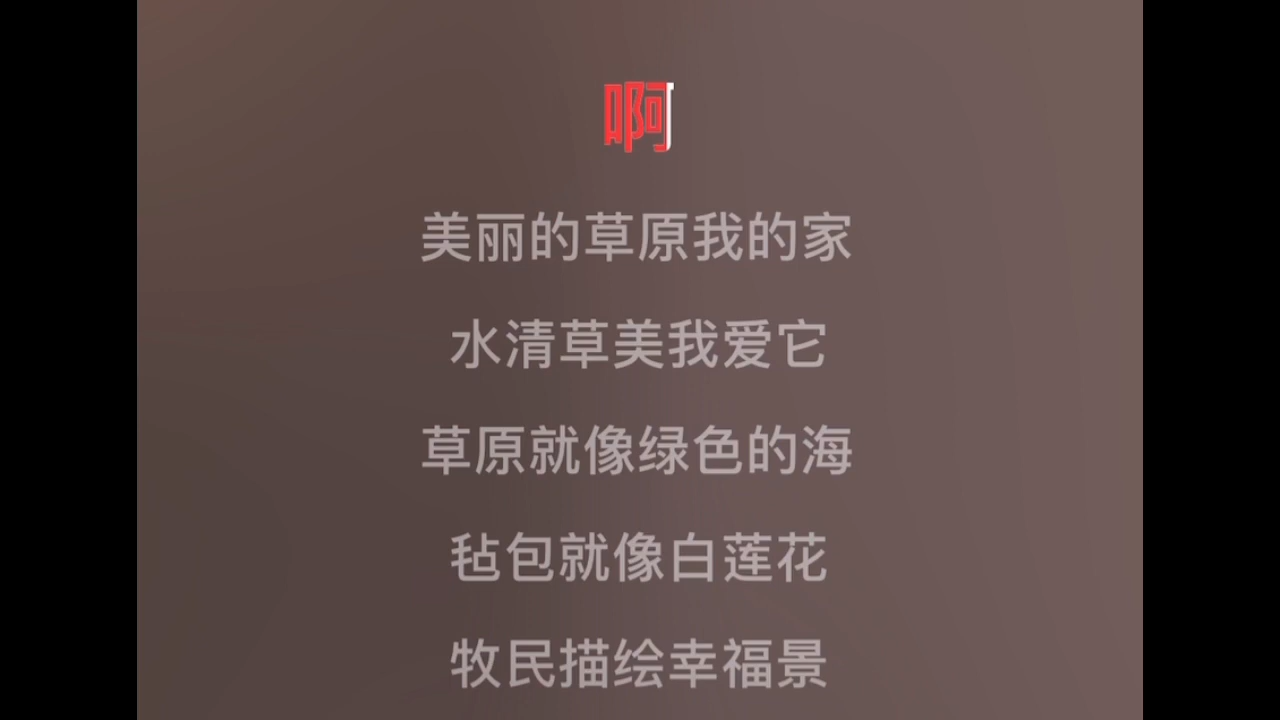 啊
美丽的草原我的家
水清草美我爱它
草原就像绿色的海
毡包就像白莲花
牧民描绘幸福景